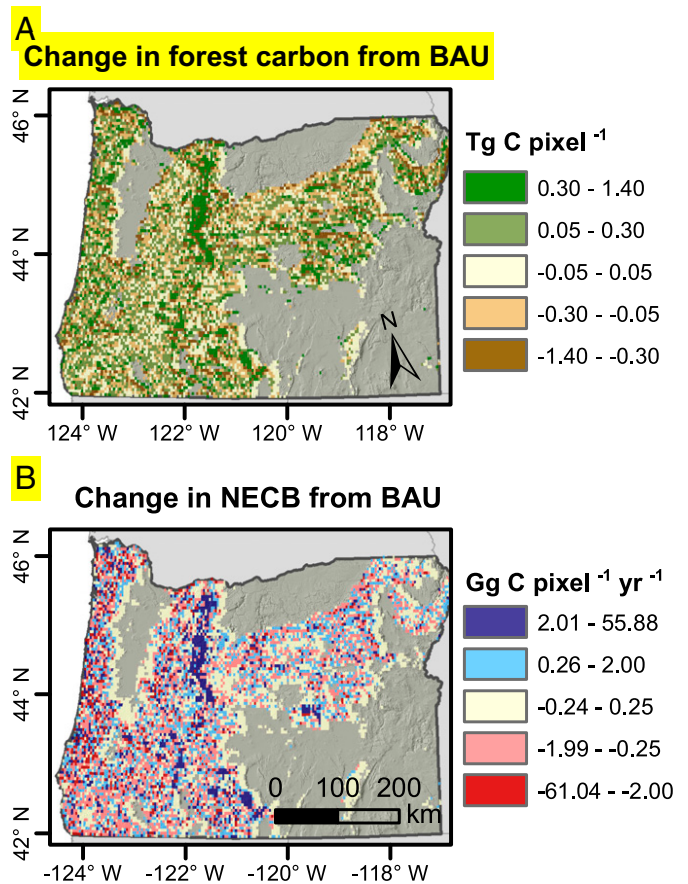 A
Change in forest carbon from BAU
46° N
44° N
42° N
124° W 122° W 120° W 118° W
N
Tg C pixel -1
0.30 - 1.40
0.05 - 0.30
-0.05 - 0.05
-0.30 - -0.05
-1.40 - -0.30
B
Change in NECB from BAU
46° N
44° N
42° N
-124° W -122° W -120° W -118° W
0 100 200
km
Gg C pixel -1 yr -1
2.01 - 55.88
0.26 - 2.00
-0.24 - 0.25
-1.99 - -0.25
-61.04 - -2.00